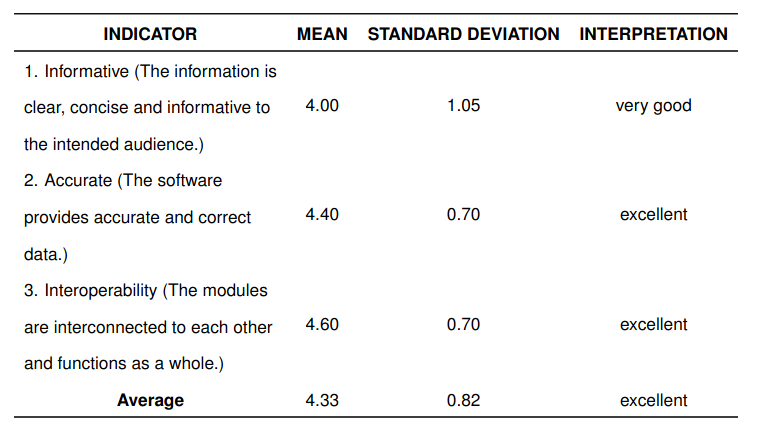 INDICATOR MEAN STANDARD DEVIATION INTERPRETATION
1. Informative (The information is
clear, concise and informative to 4.00 1.05 very good
the intended audience.)
2. Accurate (The software
provides accurate and correct 4.40 0.70 excellent
data.)
3. Interoperability (The modules
are interconnected to each other 4.60 0.70 excellent
and functions as a whole.)
Average 4.33 0.82 excellent